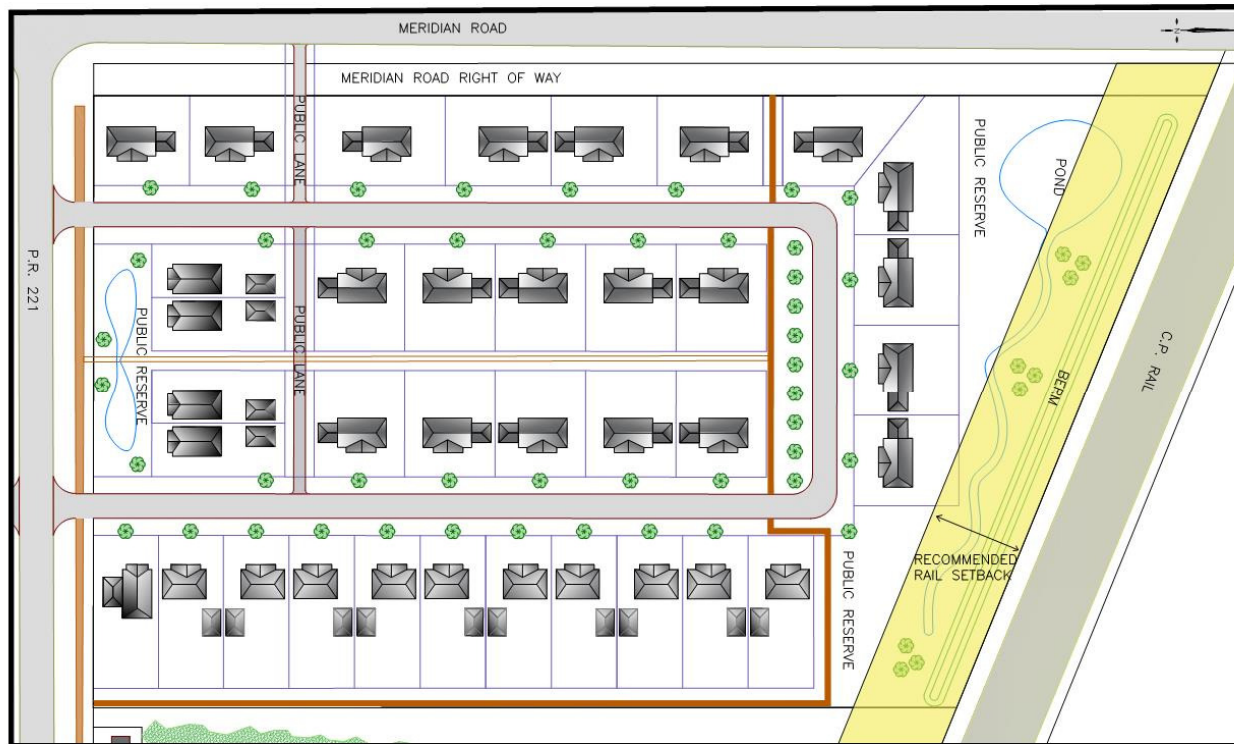 MERIDIAN ROAD
N
MERIDIAN ROAD RIGHT OF WAY
PUBLIC LANE
PUBLIC RESERVE
POND
P.R. 221
PUBLIC RESERVE
PUBLIC LANE
BERM
C.P. RAIL
PUBLIC RESERVE
RECOMMENDED
RAIL SETBACK